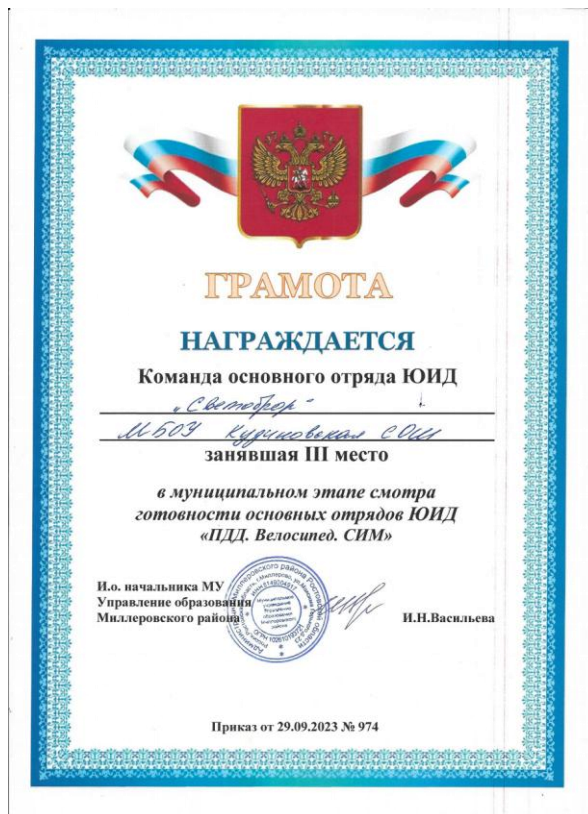 ГРАМОТА
НАГРАЖДАЕТСЯ
Команда основного отряда ЮИД
"Светофор"
МБОУ Кудиновская СОШ
занявшая III место
в муниципальном этапе смотра
готовности основных отрядов ЮИД
«ПДД. Велосипед. СИМ»
И.о. начальника МУ
Управление образования
Миллеровского района
И.Н.Васильева
Приказ от 29.09.2023 № 974